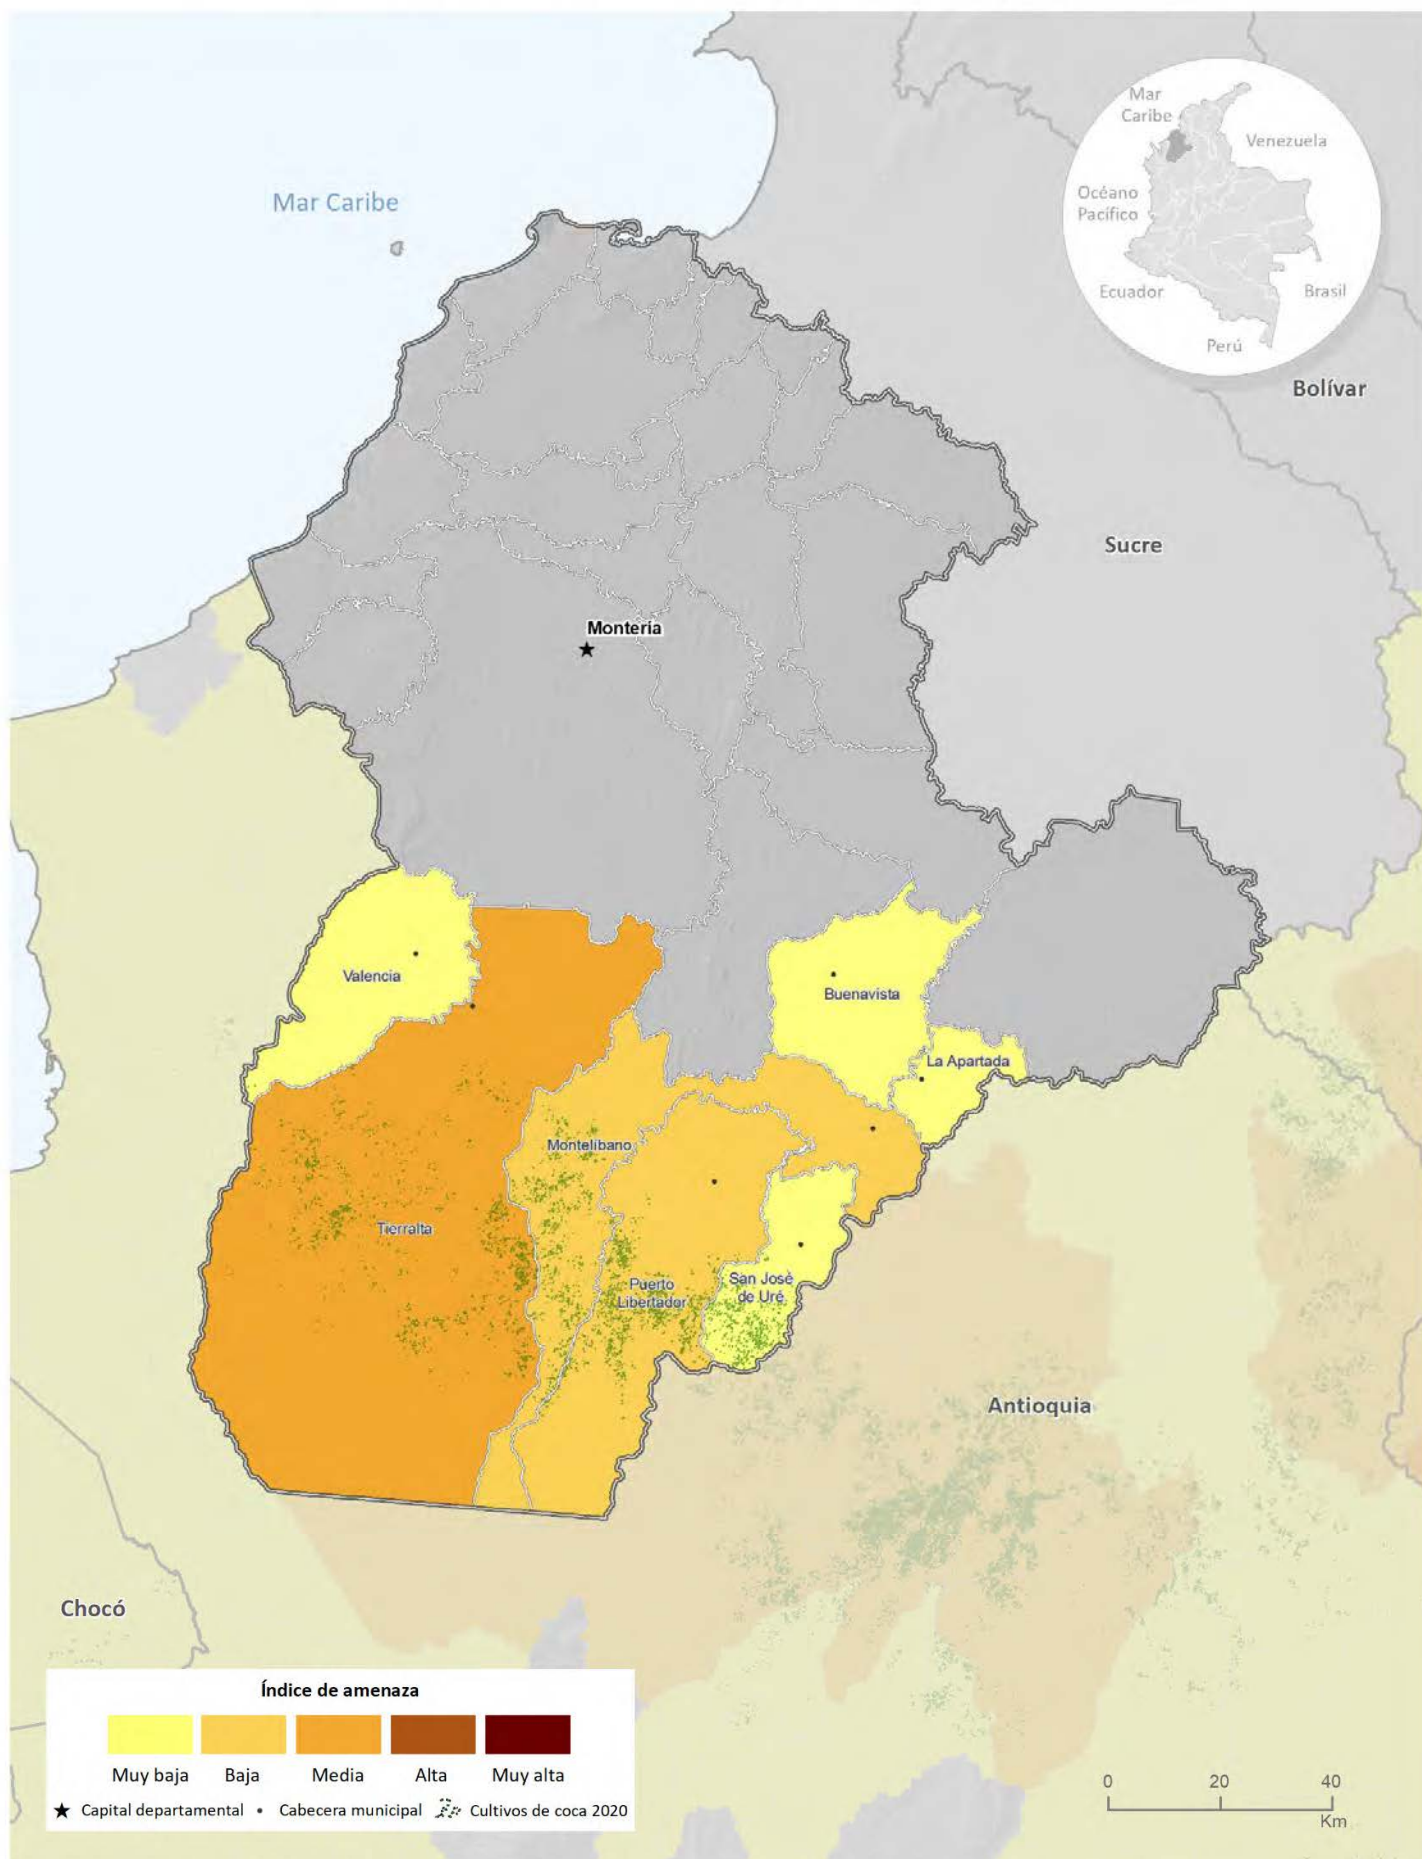 Mar
Caribe
Venezuela
Océano
Pacífico
Ecuador
Brasil
Perú
Mar Caribe
Bolívar
Sucre
Montería
Valencia
Buenavista
La Apartada
Montelíbano
Tierralta
Puerto
Libertador
San José
de Uré
Antioquia
Chocó
Índice de amenaza
Muy baja Baja Media Alta Muy alta
Capital departamental Cabecera municipal Cultivos de coca 2020
0 20 40
Km